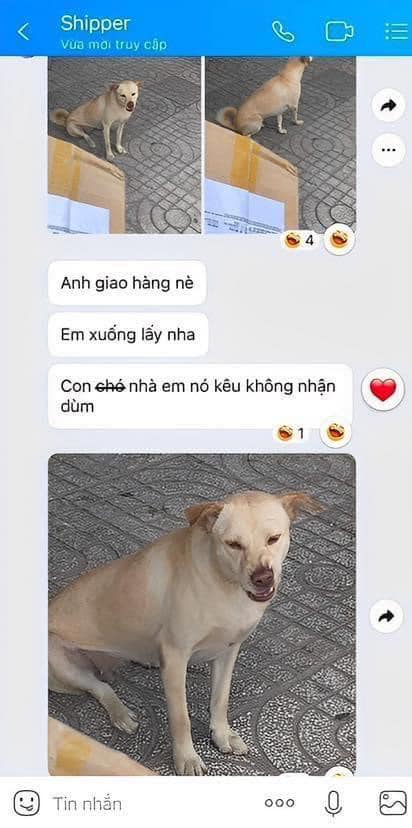 Shipper
Vừa mới truy cập
4
Anh giao hàng nè
Em xuống lấy nha
Con chó nhà em nó kêu không nhận
dùm
1
Tin nhắn